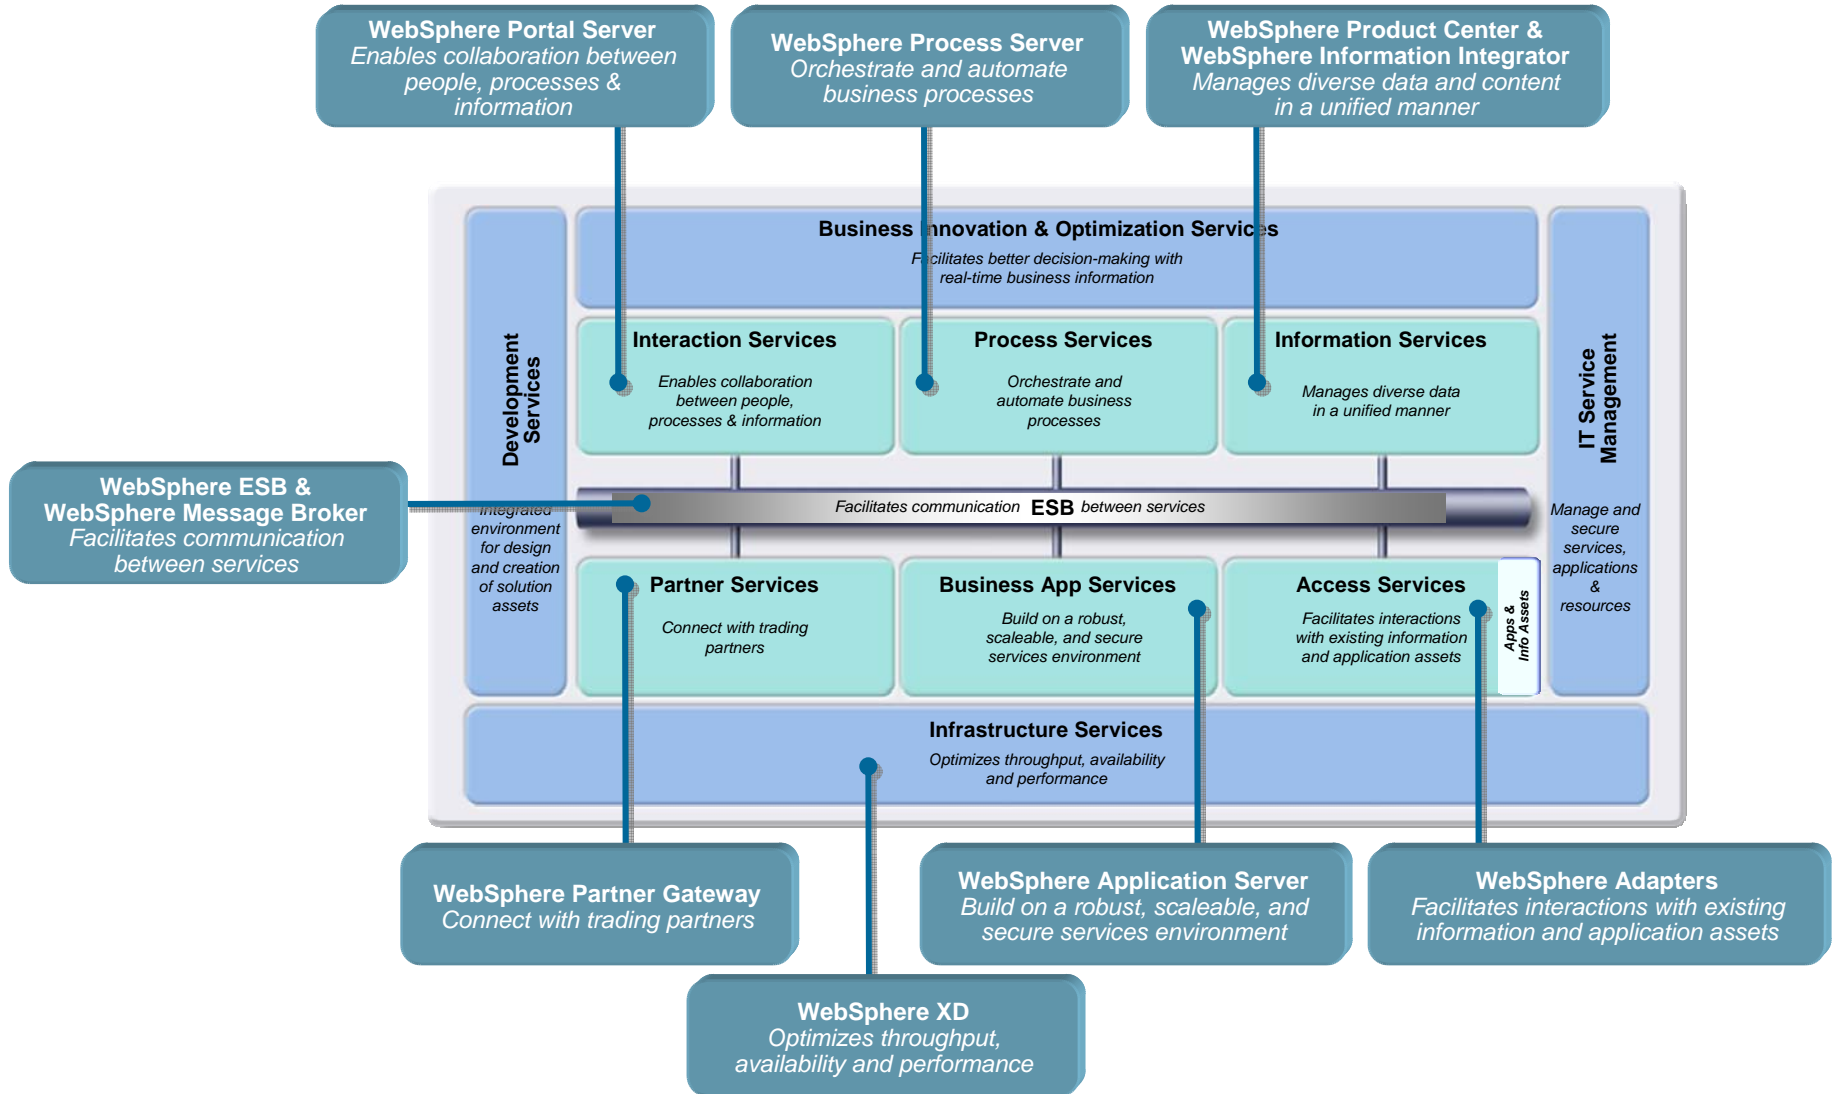 WebSphere Portal Server
Enables collaboration between
people, processes &
information
WebSphere Process Server
Orchestrate and automate
business processes
WebSphere Product Center &
WebSphere Information Integrator
Manages diverse data and content
in a unified manner
Business Innovation & Optimization Services
Facilitates better decision-making with
real-time business information
Development
Services
Integrated
environment
for design
and creation
of solution
assets
Interaction Services
Enables collaboration
between people,
processes & information
Process Services
Orchestrate and
automate business
processes
Information Services
Manages diverse data
in a unified manner
IT Service
Management
Manage and
secure
services,
applications
&
resources
WebSphere ESB &
WebSphere Message Broker
Facilitates communication
between services
Facilitates communication ESB between services
Partner Services
Connect with trading
partners
Business App Services
Build on a robust,
scaleable, and secure
services environment
Access Services
Facilitates interactions
with existing information
and application assets
Apps &
Info Assets
Infrastructure Services
Optimizes throughput, availability
and performance
WebSphere Partner Gateway
Connect with trading partners
WebSphere Application Server
Build on a robust, scaleable, and
secure services environment
WebSphere Adapters
Facilitates interactions with existing
information and application assets
WebSphere XD
Optimizes throughput,
availability and performance